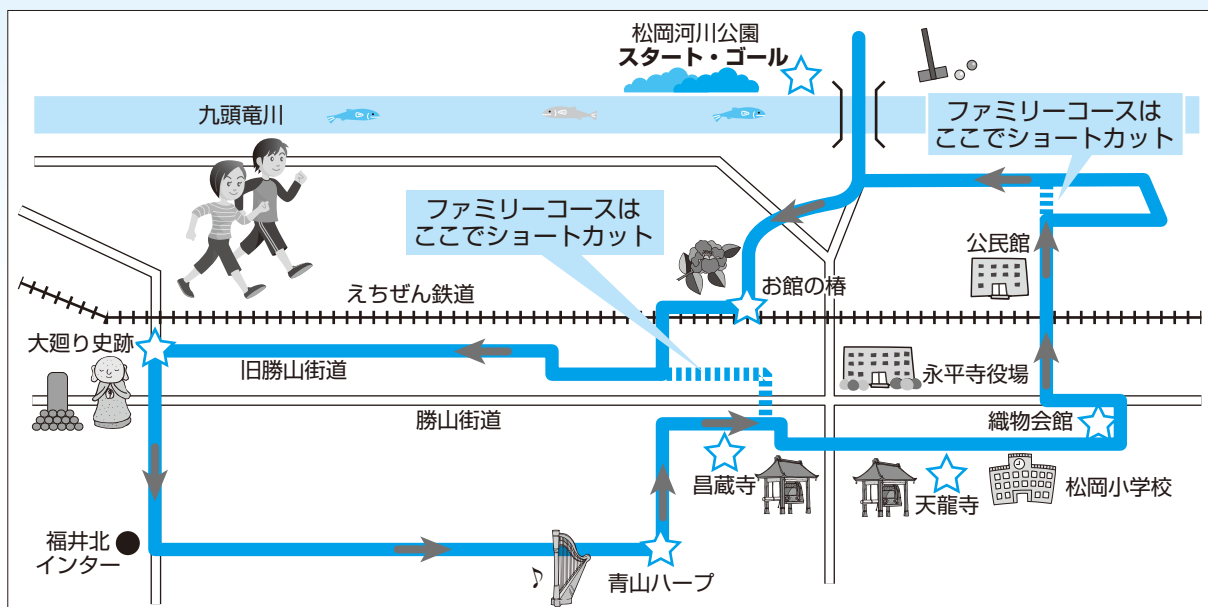 松岡河川公園
スタート・ゴール
九頭竜川
ファミリーコースは
ここでショートカット
ファミリーコースは
ここでショートカット
公民館
お館の椿
えちぜん鉄道
大廻り史跡
旧勝山街道
永平寺役場
勝山街道
織物会館
昌蔵寺
天龍寺
松岡小学校
福井北
インター
青山ハープ